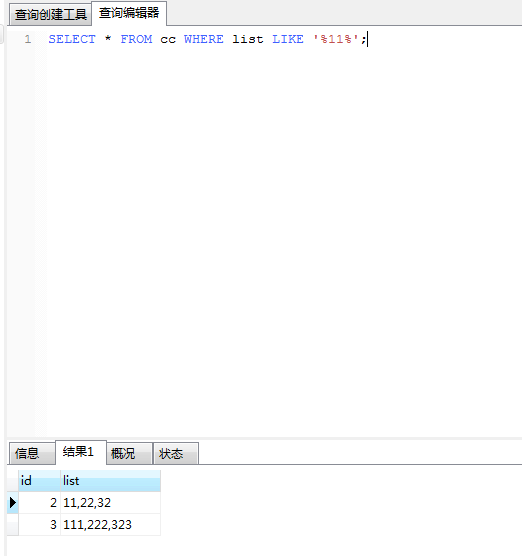 查询创建工具 查询编辑器
1 SELECT * FROM cc WHERE list LIKE '%11%';
信息 结果1 概况 状态
id list
2 11,22,32
3 111,222,323